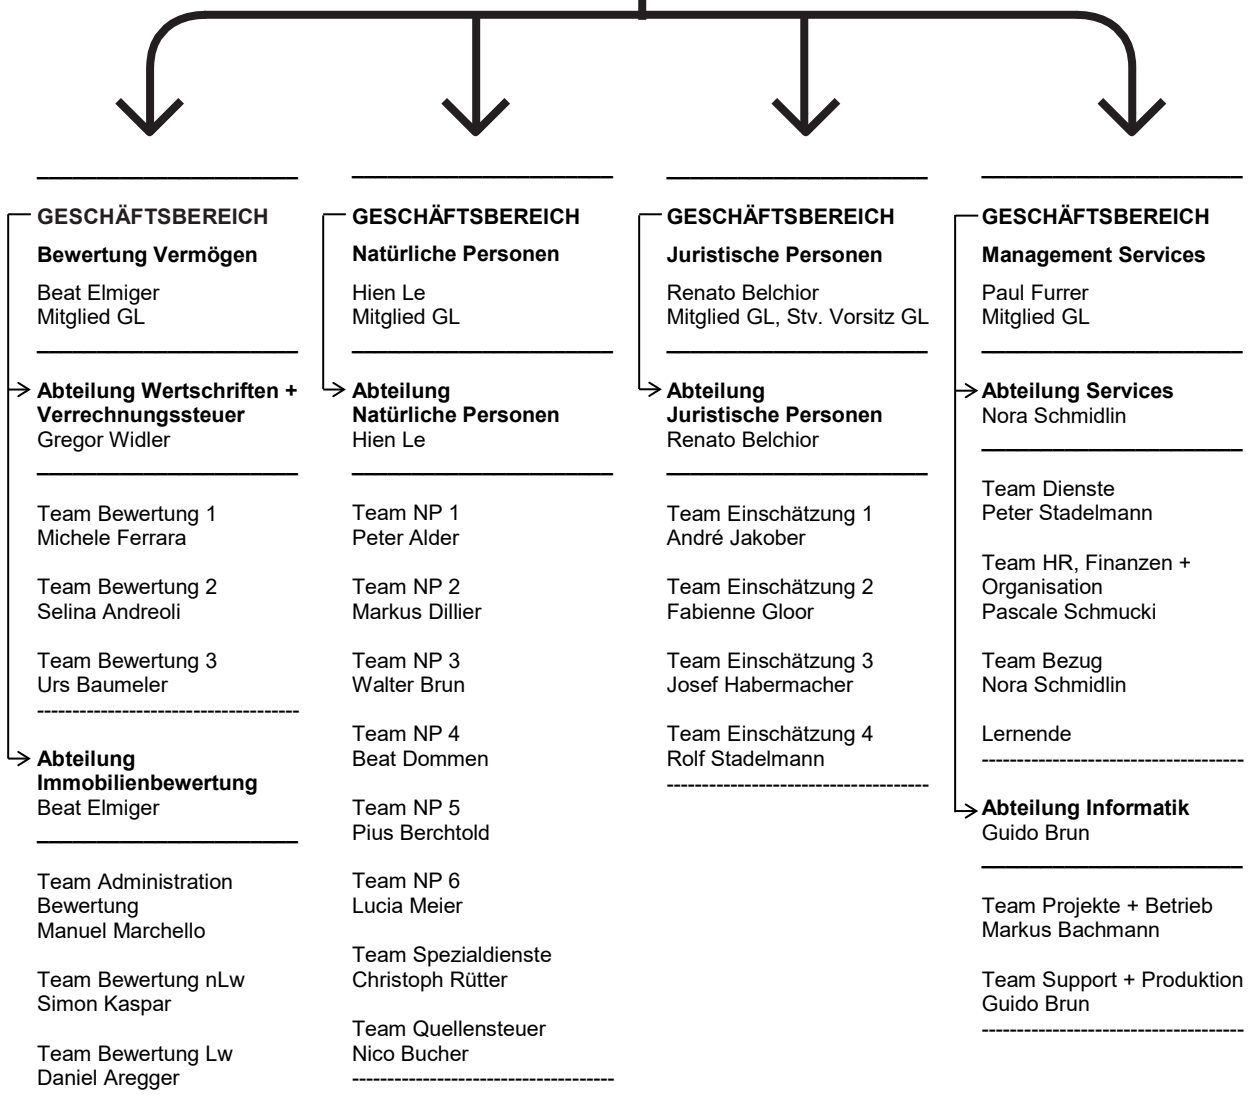 GESCHÄFTSBEREICH
Bewertung Vermögen
Beat Elmiger
Mitglied GL
Abteilung Wertschriften +
Verrechnungssteuer
Gregor Widler
Team Bewertung 1
Michele Ferrara
Team Bewertung 2
Selina Andreoli
Team Bewertung 3
Urs Baumeler
Abteilung
Immobilienbewertung
Beat Elmiger
Team Administration
Bewertung
Manuel Marchello
Team Bewertung nLw
Simon Kaspar
Team Bewertung Lw
Daniel Aregger
GESCHÄFTSBEREICH
Natürliche Personen
Hien Le
Mitglied GL
Abteilung
Natürliche Personen
Hien Le
Team NP 1
Peter Alder
Team NP 2
Markus Dillier
Team NP 3
Walter Brun
Team NP 4
Beat Dommen
Team NP 5
Pius Berchtold
Team NP 6
Lucia Meier
Team Spezialdienste
Christoph Rütter
Team Quellensteuer
Nico Bucher
GESCHÄFTSBEREICH
Juristische Personen
Renato Belchior
Mitglied GL, Stv. Vorsitz GL
Abteilung
Juristische Personen
Renato Belchior
Team Einschätzung 1
André Jakober
Team Einschätzung 2
Fabienne Gloor
Team Einschätzung 3
Josef Habermacher
Team Einschätzung 4
Rolf Stadelmann
GESCHÄFTSBEREICH
Management Services
Paul Furrer
Mitglied GL
Abteilung Services
Nora Schmidlin
Team Dienste
Peter Stadelmann
Team HR, Finanzen +
Organisation
Pascale Schmucki
Team Bezug
Nora Schmidlin
Lernende
Abteilung Informatik
Guido Brun
Team Projekte + Betrieb
Markus Bachmann
Team Support + Produktion
Guido Brun